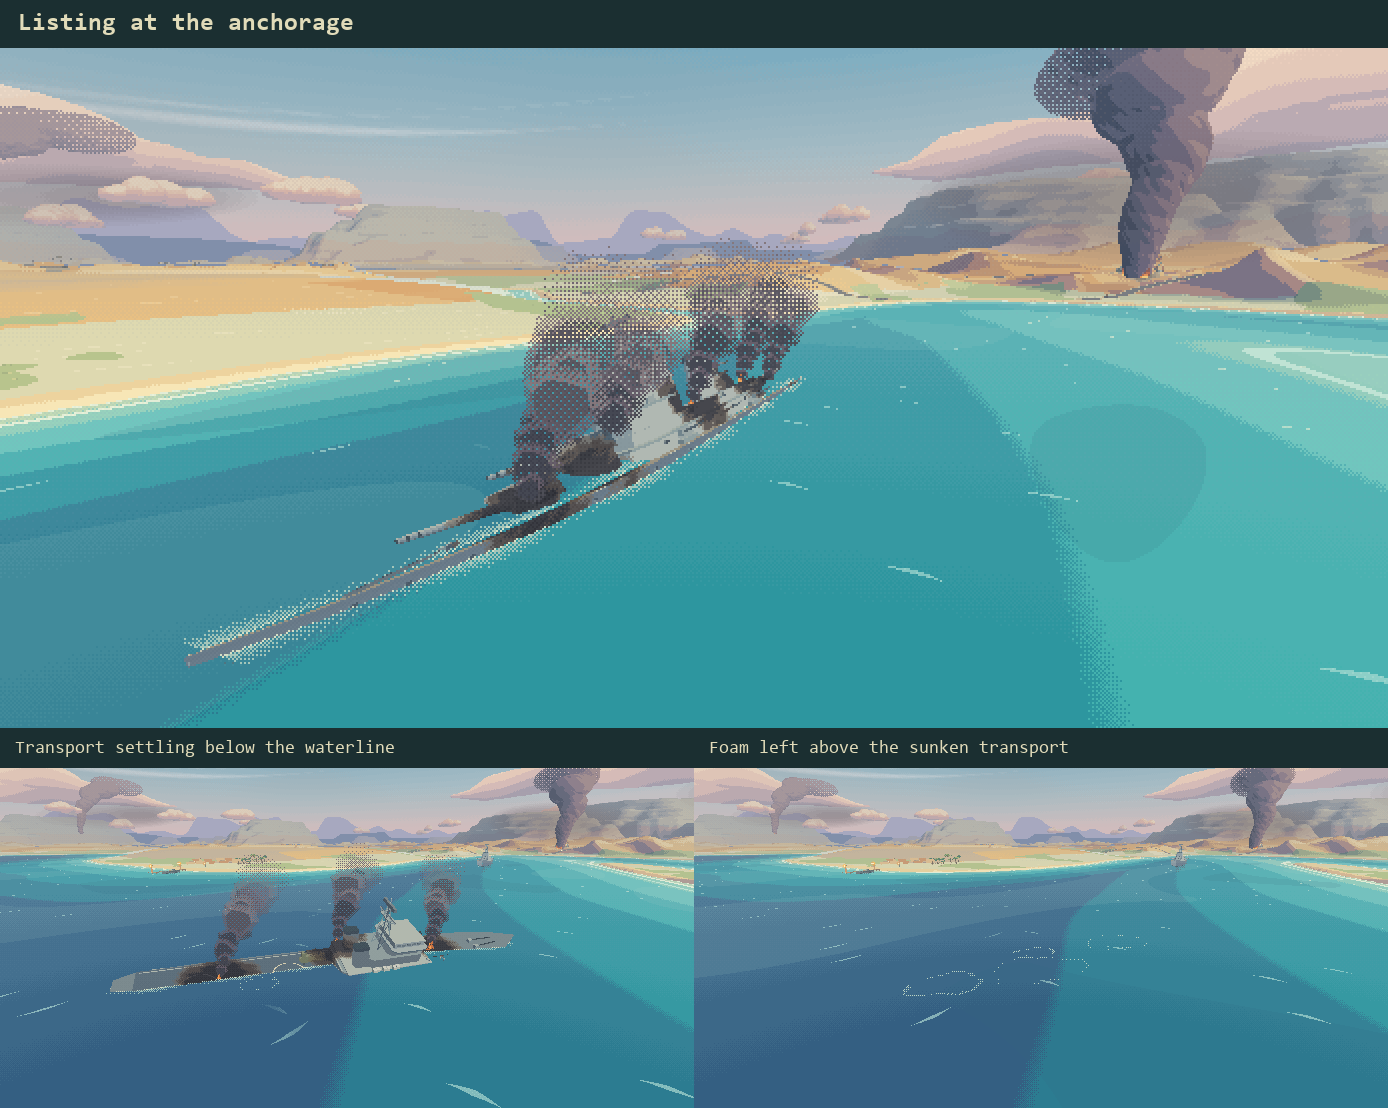 Listing at the anchorage
Transport settling below the waterline
Foam left above the sunken transport